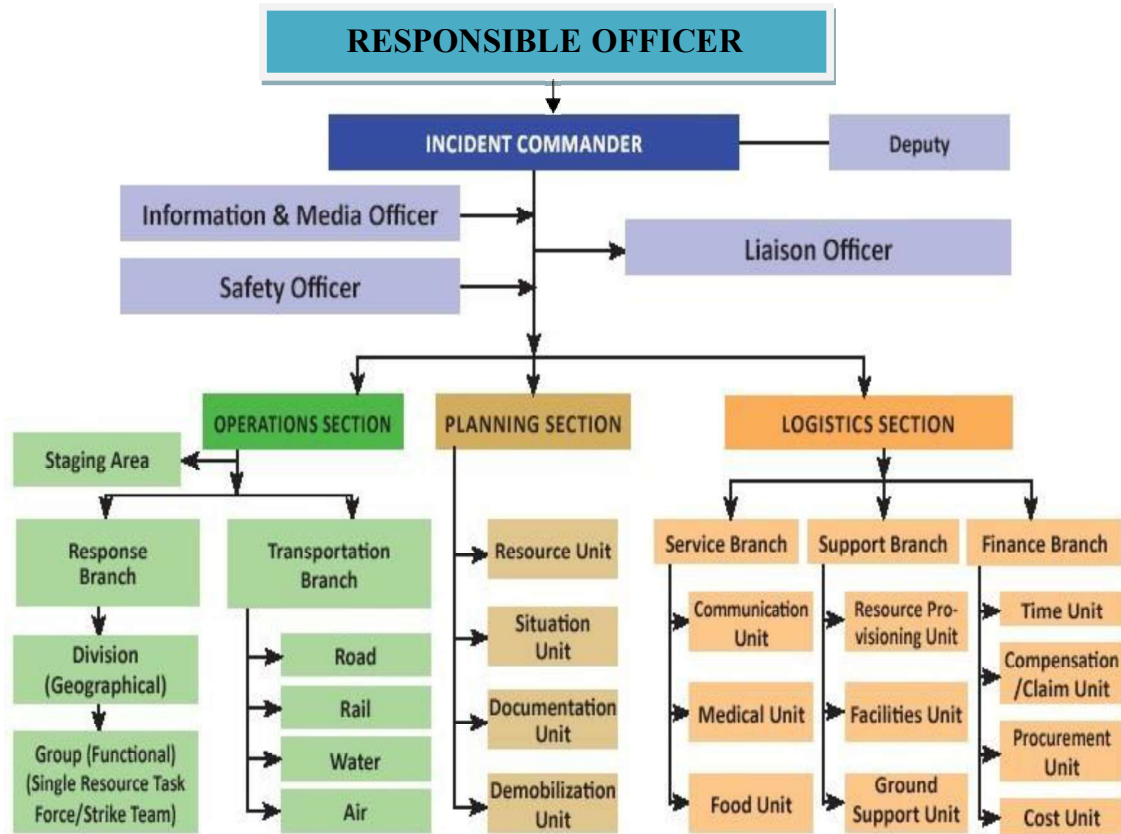 RESPONSIBLE OFFICER
INCIDENT COMMANDER
Deputy
Information & Media Officer
Liaison Officer
Safety Officer
OPERATIONS SECTION
PLANNING SECTION
LOGISTICS SECTION
Staging Area
Response
Branch
Transportation
Branch
Division
(Geographical)
Group (Functional)
(Single Resource Task
Force/Strike Team)
Road
Rail
Water
Air
Resource Unit
Situation
Unit
Documentation
Unit
Demobilization
Unit
Service Branch
Support Branch
Finance Branch
Communication
Unit
Medical Unit
Food Unit
Resource Pro-
visioning Unit
Facilities Unit
Ground
Support Unit
Time Unit
Compensation
/Claim Unit
Procurement
Unit
Cost Unit